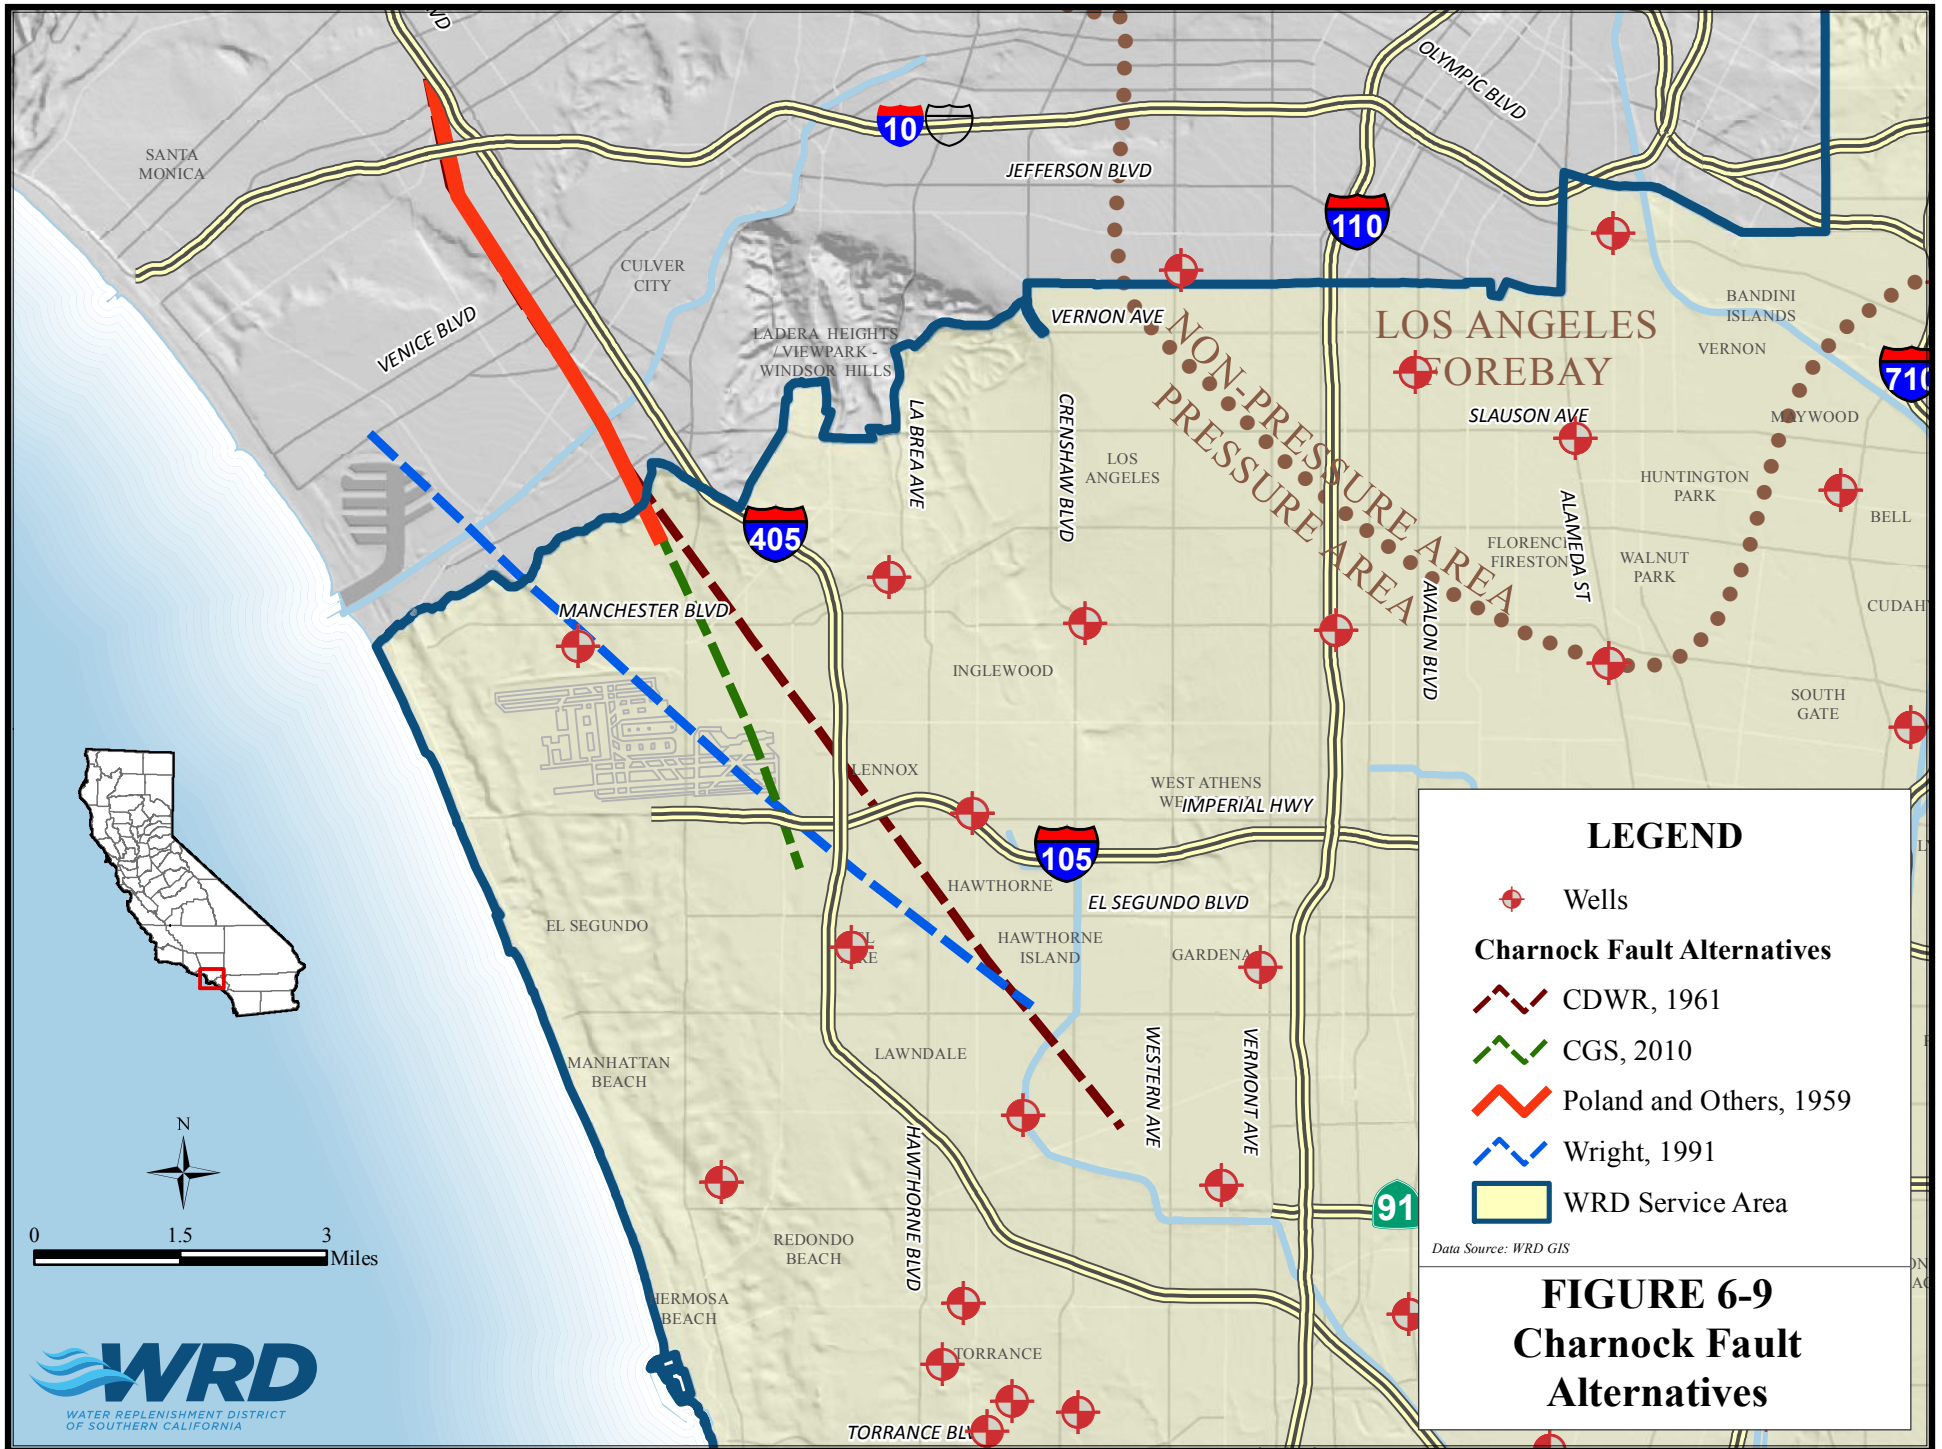 VD
OLYMPIC BLVD
10
SANTA
MONICA
JEFFERSON BLVD
110
CULVER
CITY
VENICE BLVD
LADERA HEIGHTS
/ VIEWPARK -
WINDSOR HILLS
VERNON AVE
NON-PRESSURE AREA
PRESSURE AREA
LOS ANGELES
FOREBAY
BANDINI
ISLANDS
VERNON
710
SLAUSON AVE
MAYWOOD
LA BREA AVE
CRENSHAW BLVD
LOS
ANGELES
HUNTINGTON
PARK
BELL
ALAMEDA ST
405
FLORENCE
FIRESTON
WALNUT
PARK
CUDAH
MANCHESTER BLVD
AVALON BLVD
INGLEWOOD
SOUTH
GATE
LENNOX
WEST ATHENS
WE
IMPERIAL HWY
105
HAWTHORNE
EL SEGUNDO BLVD
EL SEGUNDO
HAWTHORNE
ISLAND
GARDENA
LAWNDALE
MANHATTAN
BEACH
WESTERN AVE
VERMONT AVE
HAWTHORNE BLVD
91
REDONDO
BEACH
HERMOSA
BEACH
TORRANCE
TORRANCE BLV
N
0 1.5 3
Miles
WRD
WATER REPLENISHMENT DISTRICT
OF SOUTHERN CALIFORNIA
LEGEND
Wells
Charnock Fault Alternatives
CDWR, 1961
CGS, 2010
Poland and Others, 1959
Wright, 1991
WRD Service Area
Data Source: WRD GIS
FIGURE 6-9
Charnock Fault
Alternatives